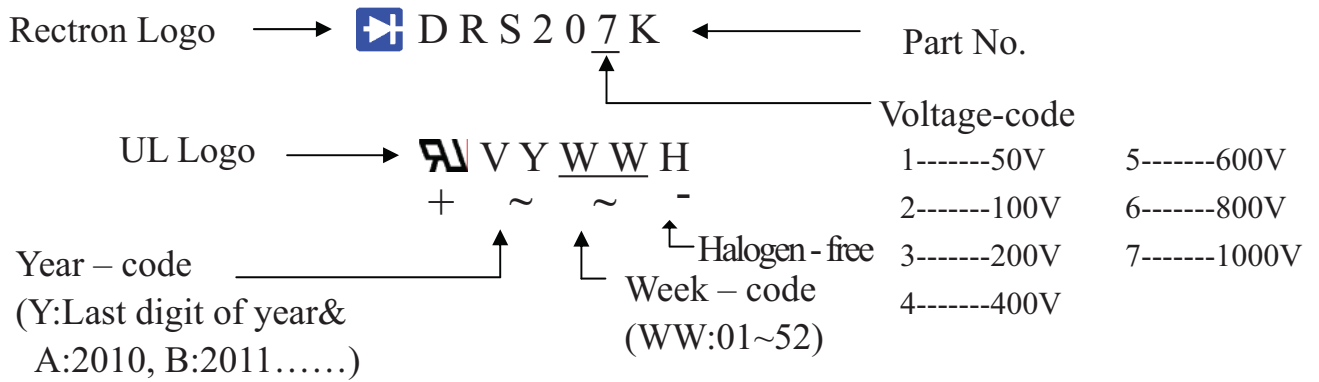 Rectron Logo
D R S 2 0 7 K
Part No.
Voltage-code
UL Logo
V Y W W H
+ ~ ~ -
1-------50V 5-------600V
2-------100V 6-------800V
3-------200V 7-------1000V
4-------400V
Halogen - free
Year – code
(Y:Last digit of year&
A:2010, B:2011……)
Week – code
(WW:01~52)